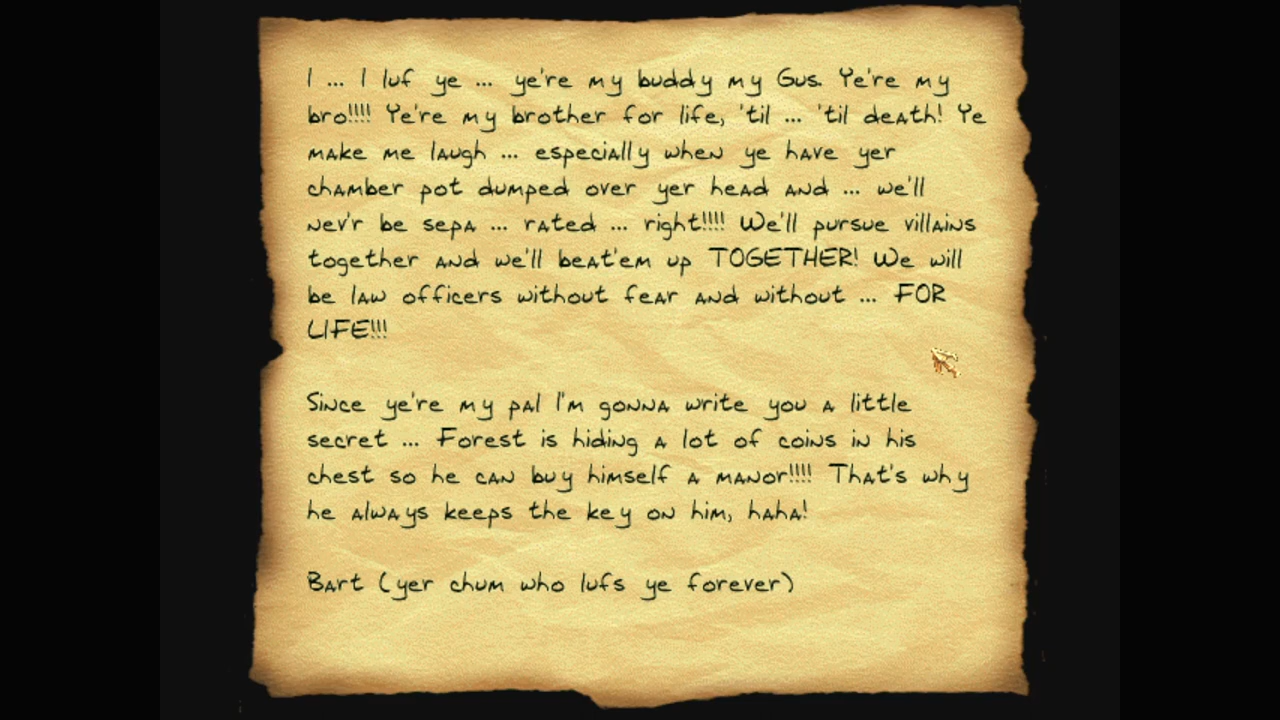 I ... I luf ye ... ye're my buddy my Gus. Ye're my
bro!!!! Ye're my brother for life, 'til ... 'til death! Ye
make me laugh ... especially when ye have yer
chamber pot dumped over yer head and ... we'll
nev'r be sepa ... rated ... right!!!! We'll pursue villains
together and we'll beat'em up TOGETHER! We will
be law officers without fear and without ... FOR
LIFE!!!
Since ye're my pal I'm gonna write you a little
secret ... Forest is hiding a lot of coins in his
chest so he can buy himself a manor!!!! That's why
he always keeps the key on him, haha!
Bart (yer chum who lufs ye forever)